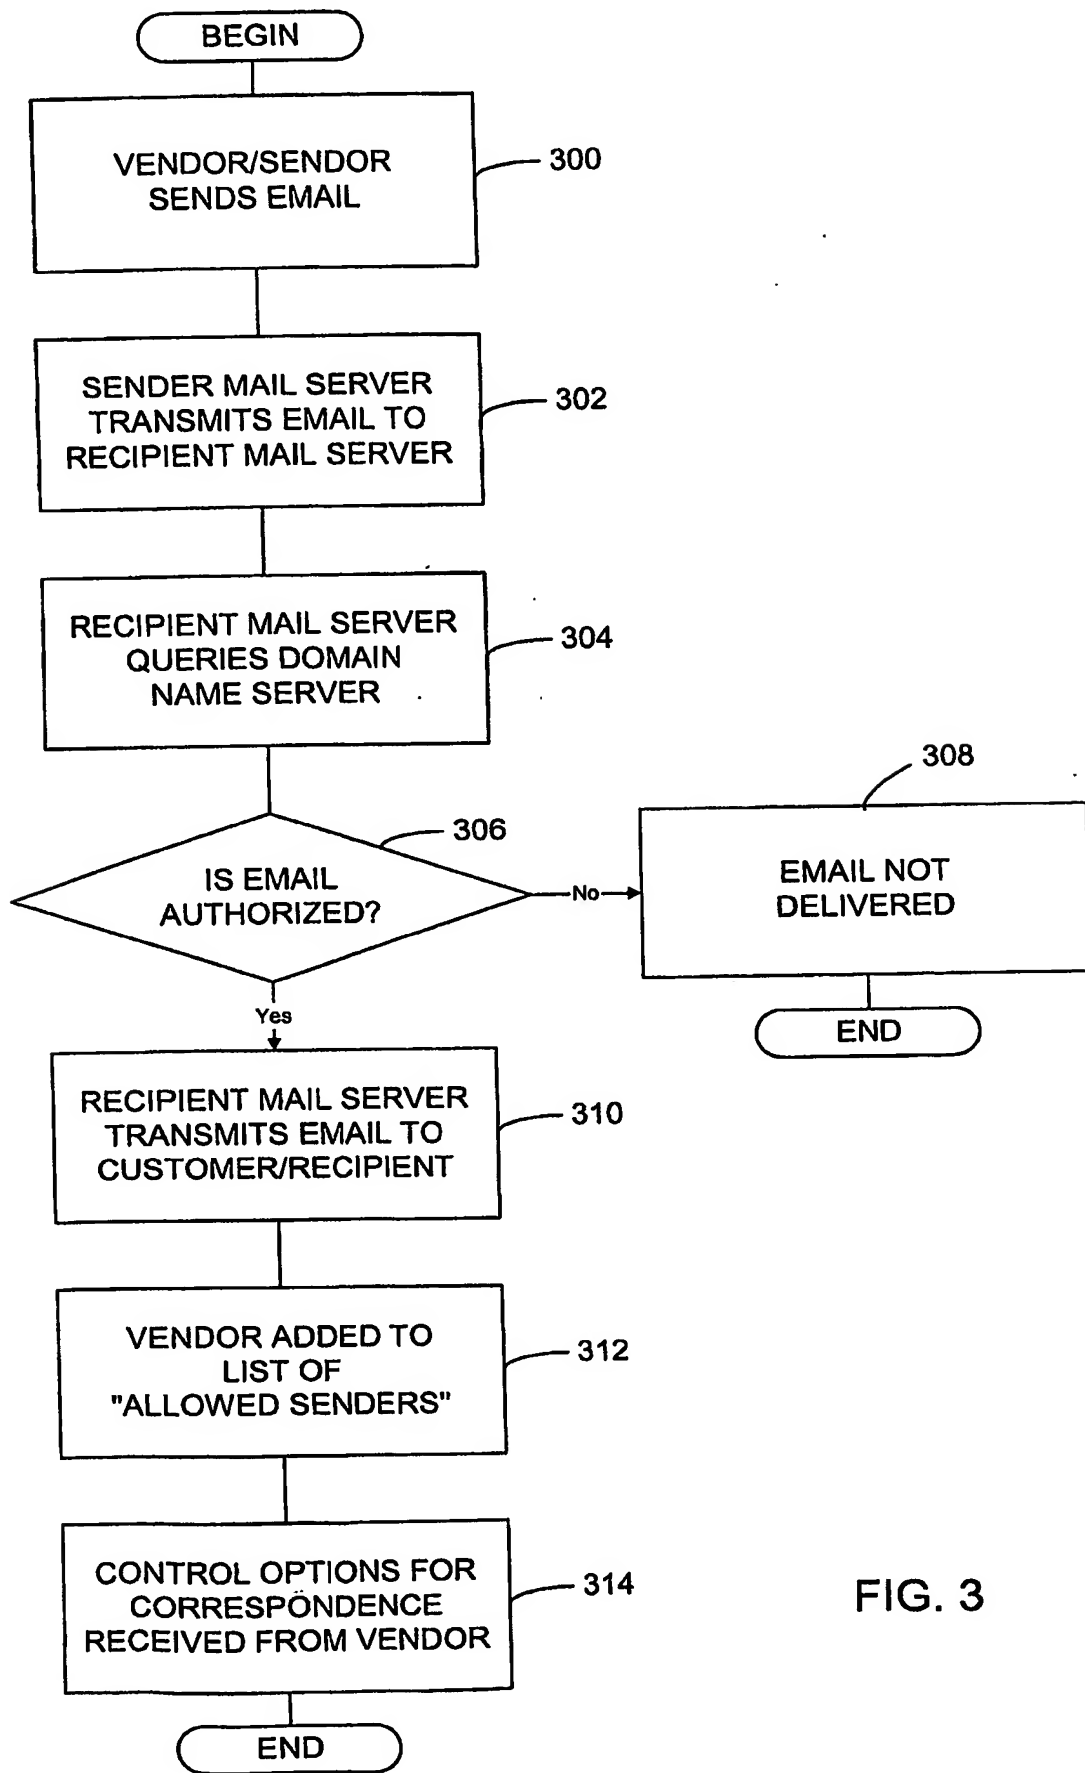 BEGIN
VENDOR/SENDOR
SENDS EMAIL
300
SENDER MAIL SERVER
TRANSMITS EMAIL TO
RECIPIENT MAIL SERVER
302
RECIPIENT MAIL SERVER
QUERIES DOMAIN
NAME SERVER
304
306
IS EMAIL
AUTHORIZED?
No
308
EMAIL NOT
DELIVERED
END
Yes
RECIPIENT MAIL SERVER
TRANSMITS EMAIL TO
CUSTOMER/RECIPIENT
310
VENDOR ADDED TO
LIST OF
"ALLOWED SENDERS"
312
CONTROL OPTIONS FOR
CORRESPONDENCE
RECEIVED FROM VENDOR
314
END
FIG. 3